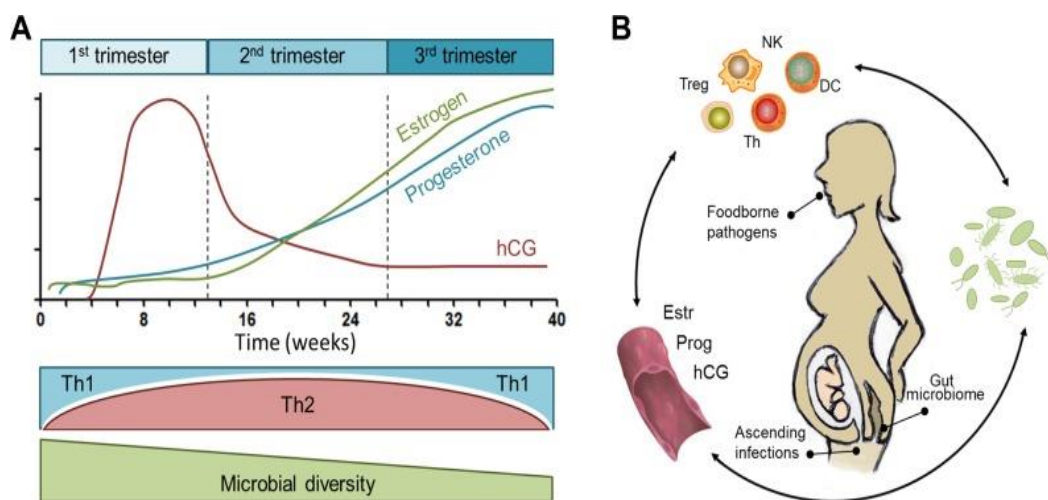 A
1st trimester
2nd trimester
3rd trimester
Estrogen
Progesterone
hCG
0 8 16 24 32 40
Time (weeks)
Th1
Th2
Th1
Microbial diversity
B
NK
Treg
DC
Th
Foodborne
pathogens
Estr
Prog
hCG
Gut
microbiome
Ascending
infections